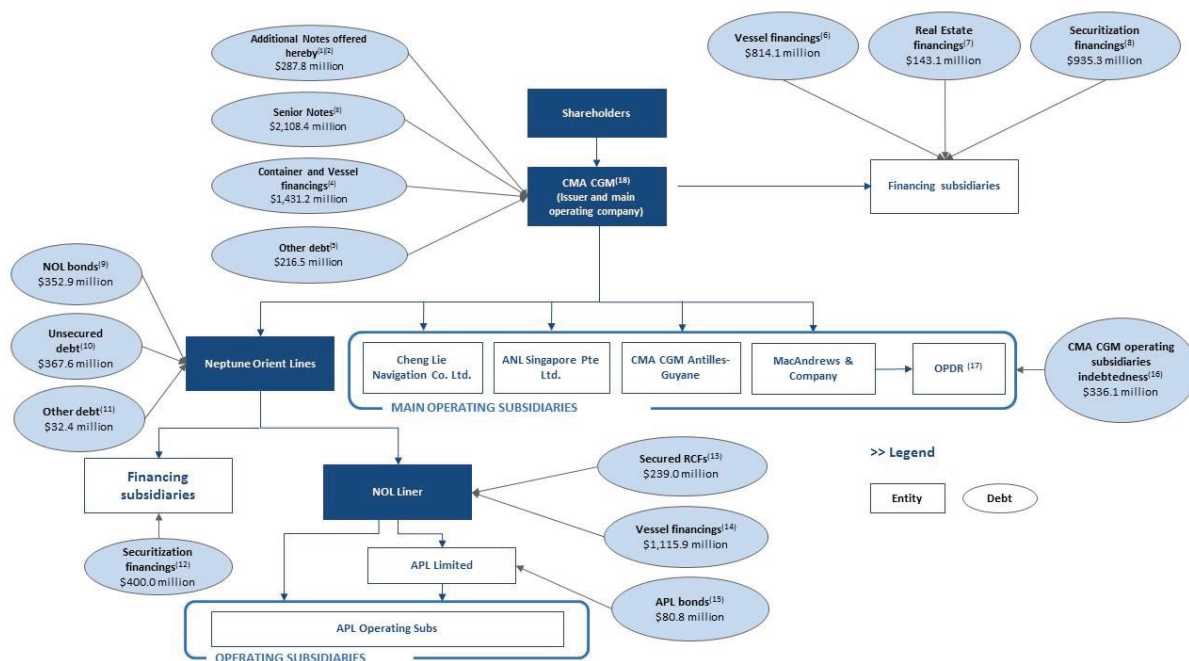 Additional Notes offered
hereby(1)(2)
$287.8 million
Senior Notes(3)
$2,108.4 million
Container and Vessel
financings(4)
$1,431.2 million
Other debt(5)
$216.5 million
Shareholders
CMA CGM(18)
(Issuer and main
operating company)
Vessel financings(6)
$814.1 million
Real Estate
financings(7)
$143.1 million
Securitization
financings(8)
$935.3 million
Financing subsidiaries
NOL bonds(9)
$352.9 million
Unsecured
debt(10)
$367.6 million
Other debt(11)
$32.4 million
Neptune Orient Lines
Cheng Lie
Navigation Co. Ltd.
ANL Singapore Pte
Ltd.
CMA CGM Antilles-
Guyane
MacAndrews &
Company
OPDR (17)
MAIN OPERATING SUBSIDIARIES
CMA CGM operating
subsidiaries
indebtedness(16)
$336.1 million
Financing
subsidiaries
Securitization
financings(12)
$400.0 million
NOL Liner
Secured RCFs(13)
$239.0 million
Vessel financings(14)
$1,115.9 million
APL Limited
APL bonds(15)
$80.8 million
APL Operating Subs
OPERATING SUBSIDIARIES
>> Legend
Entity
Debt